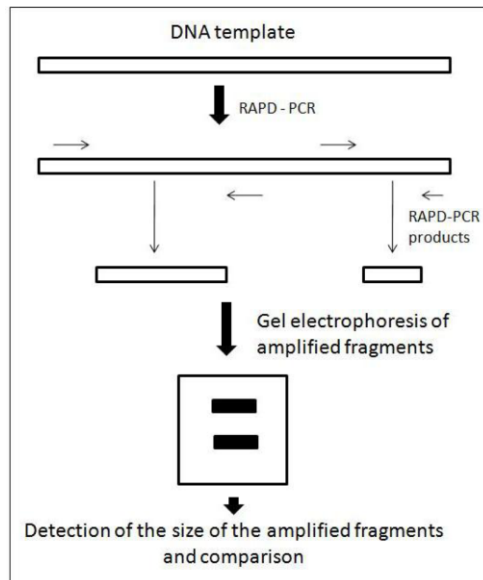 DNA template
RAPD - PCR
RAPD-PCR
products
Gel electrophoresis of
amplified fragments
Detection of the size of the amplified fragments
and comparison